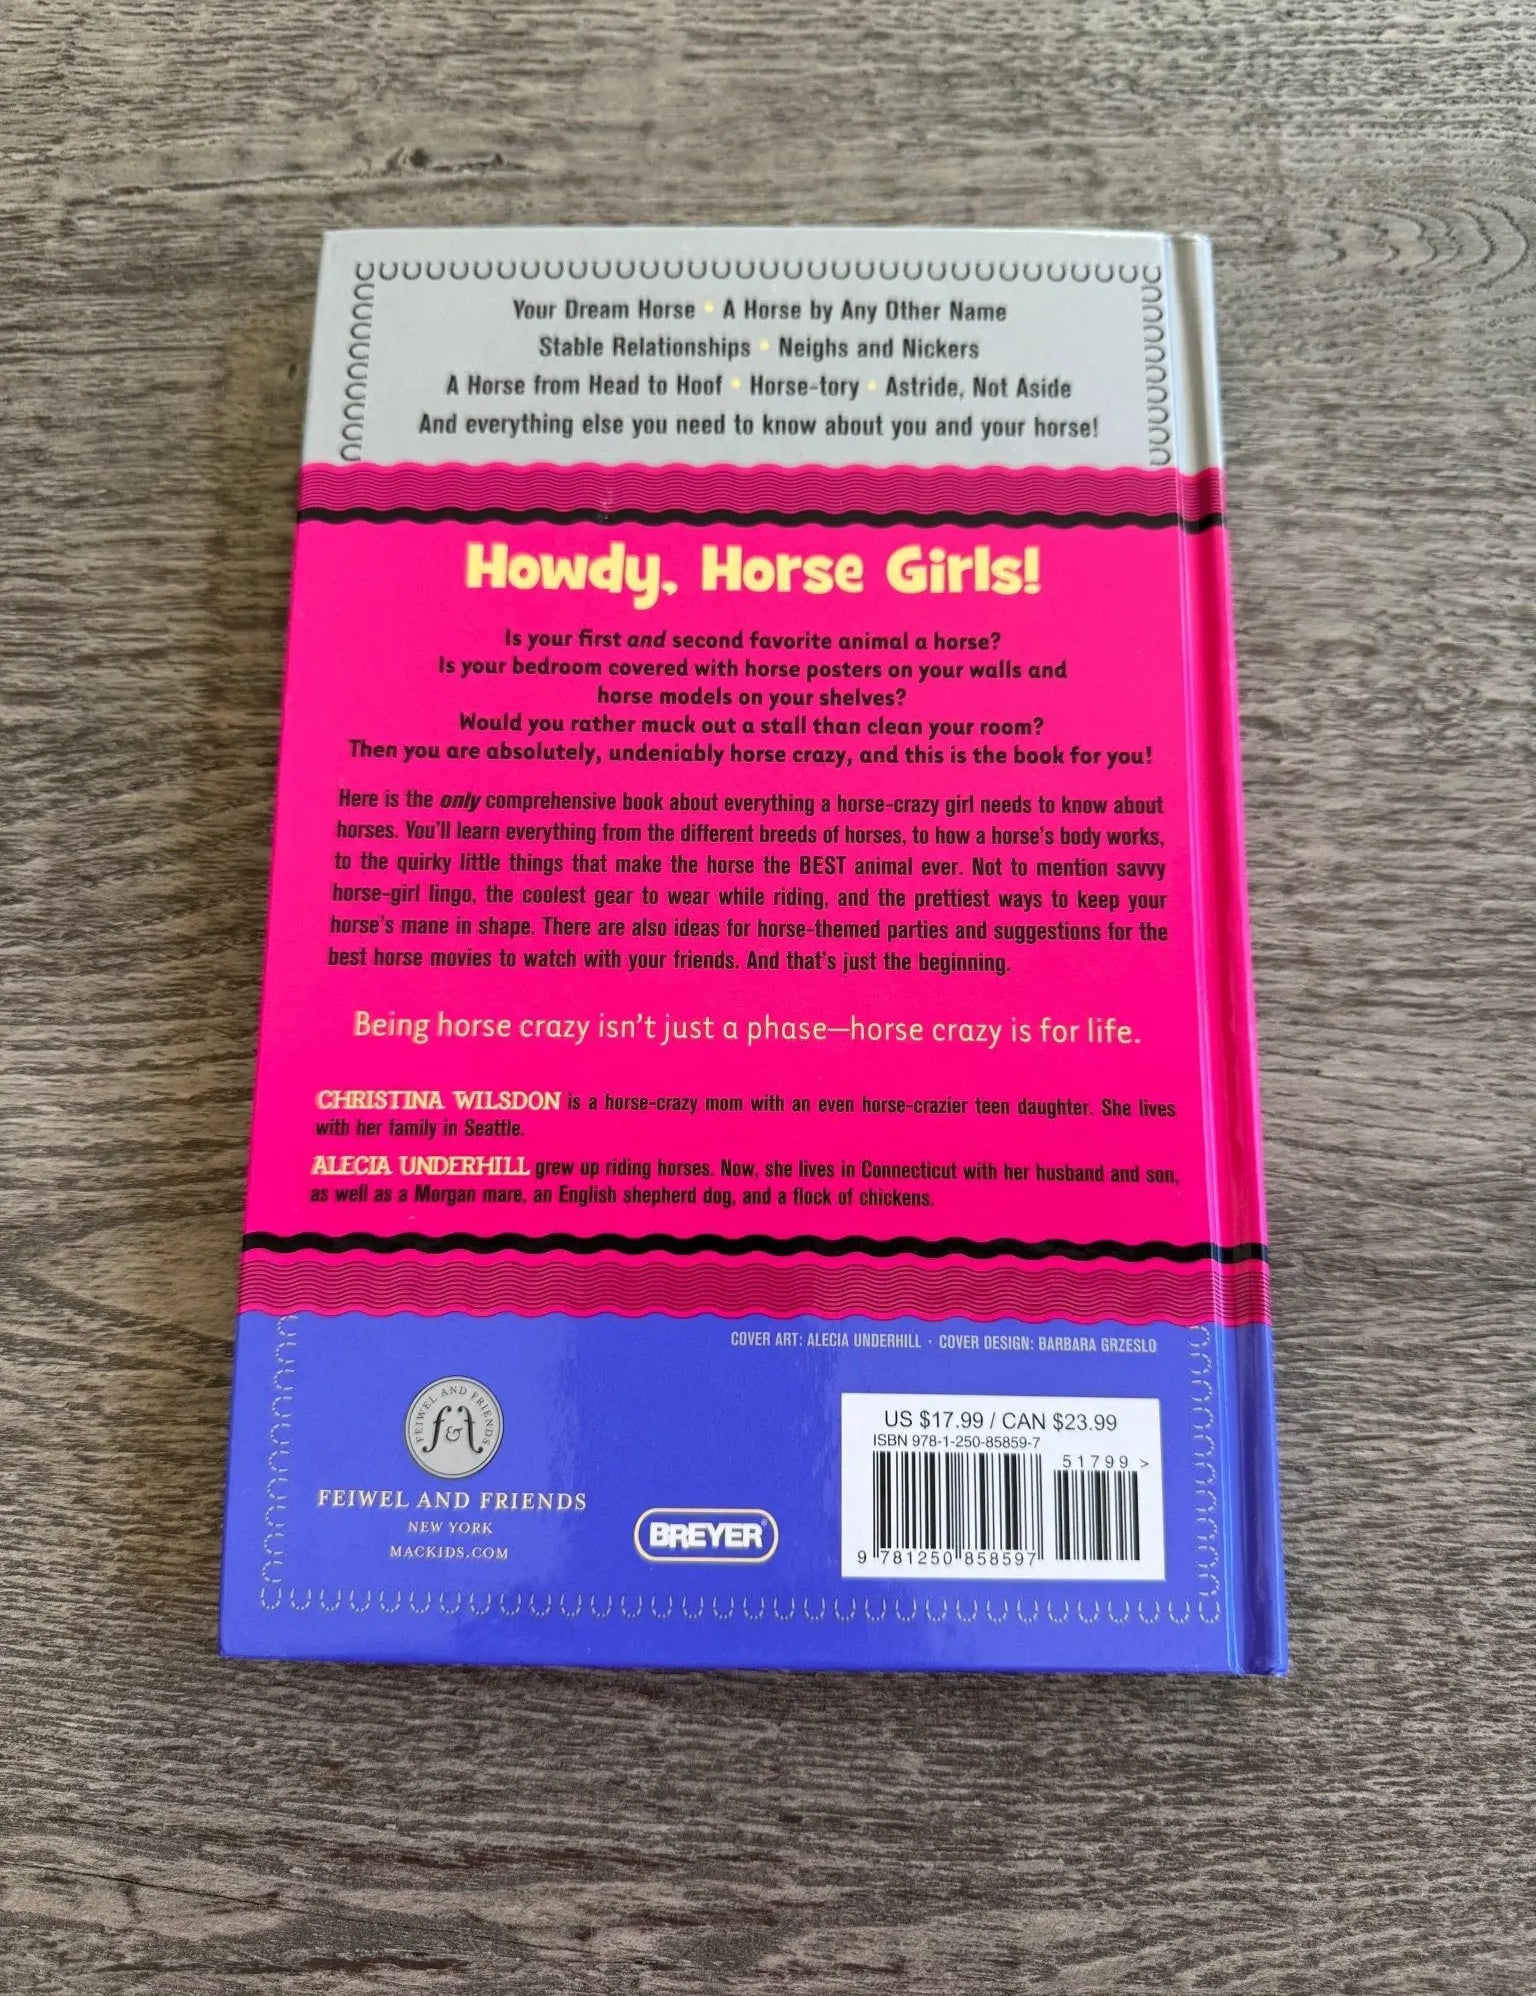 Your Dream Horse • A Horse by Any Other Name
Stable Relationships • Neighs and Nickers
A Horse from Head to Hoof • Horse-tory • Astride, Not Aside
And everything else you need to know about you and your horse!
Howdy, Horse Girls!
Is your first and second favorite animal a horse?
Is your bedroom covered with horse posters on your walls and
horse models on your shelves?
Would you rather muck out a stall than clean your room?
Then you are absolutely, undeniably horse crazy, and this is the book for you!
Here is the only comprehensive book about everything a horse-crazy girl needs to know about
horses. You'll learn everything from the different breeds of horses, to how a horse's body works,
to the quirky little things that make the horse the BEST animal ever. Not to mention savvy
horse-girl lingo, the coolest gear to wear while riding, and the prettiest ways to keep your
horse's mane in shape. There are also ideas for horse-themed parties and suggestions for the
best horse movies to watch with your friends. And that's just the beginning.
Being horse crazy isn't just a phase—horse crazy is for life.
CHRISTINA WILSDON is a horse-crazy mom with an even horse-crazier teen daughter. She lives
with her family in Seattle.
ALECIA UNDERHILL grew up riding horses. Now, she lives in Connecticut with her husband and son,
as well as a Morgan mare, an English shepherd dog, and a flock of chickens.
COVER ART: ALECIA UNDERHILL · COVER DESIGN: BARBARA GRZESLO
FEIWEL AND FRIENDS
f&f
FEIWEL AND FRIENDS
NEW YORK
MACKIDS.COM
BREYER®
US $17.99 / CAN $23.99
ISBN 978-1-250-85859-7
51799 >
9 781250 858597